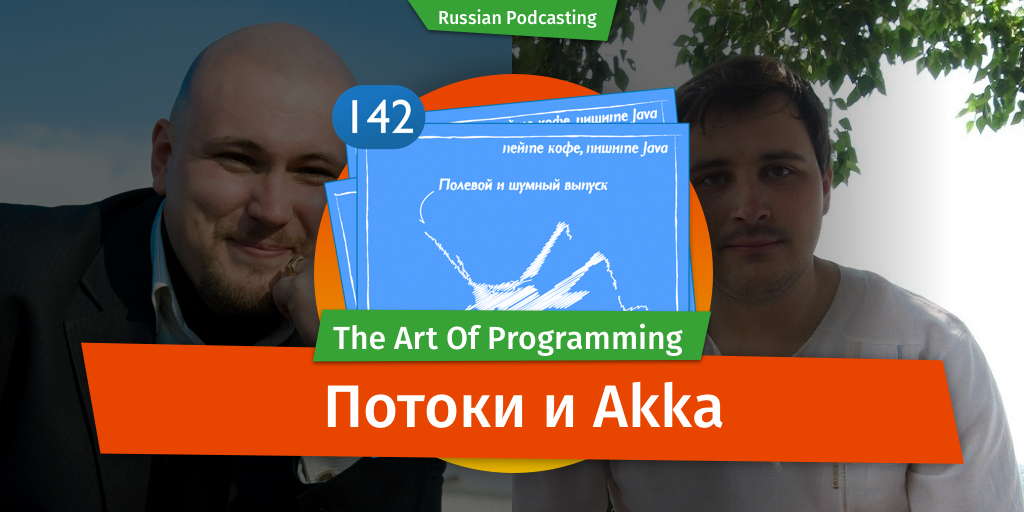 Russian Podcasting
142
кофе, пишите Java
пейте кофе, пишите Java
Полевой и шумный выпуск
The Art Of Programming
Потоки и Akka